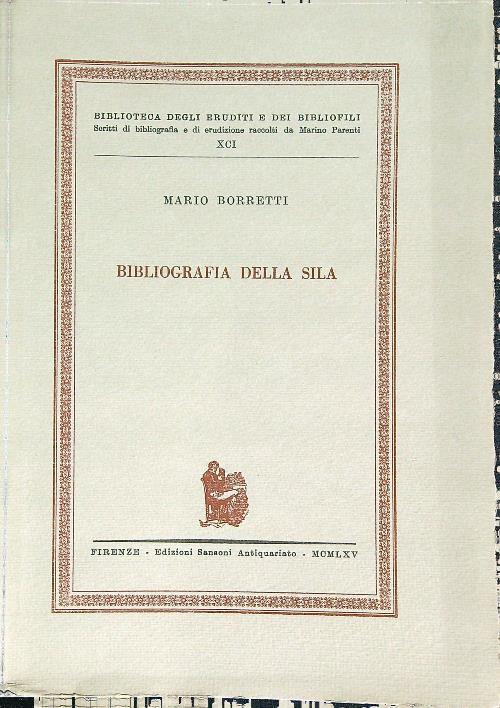 BIBLIOTECA DEGLI ERUDITI E DEI BIBLIOFILI
Scritti di bibliografia e di erudizione raccolti da Marino Parenti
XCI
MARIO BORRETTI
BIBLIOGRAFIA DELLA SILA
FIRENZE - Edizioni Sansoni Antiquariato - MCMLXV